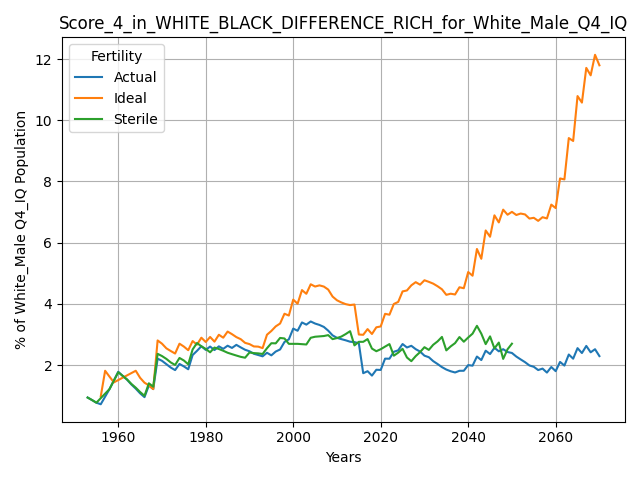 Score_4_in_WHITE_BLACK_DIFFERENCE_RICH_for_White_Male_Q4_IQ
Fertility
Actual
Ideal
Sterile
% of White_Male Q4_IQ Population
12
10
8
6
4
2
1960 1980 2000 2020 2040 2060
Years